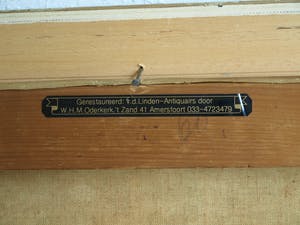 Gerestaureerd: v.d.Linden-Antiquairs door
W.H.M.Oderkerk.'t Zand 41 Amersfoort 033-4723479